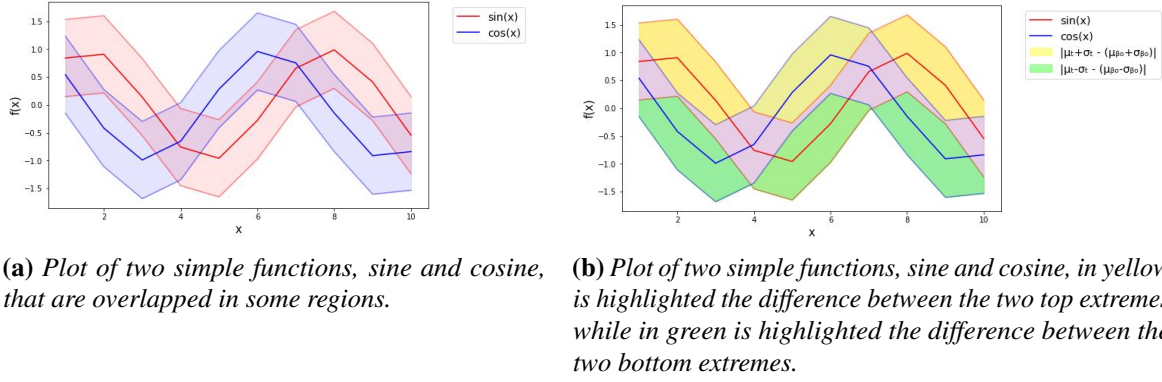 1.5
1.0
0.5
0.0
−0.5
−1.0
−1.5
f(x)
2 4 6 8 10
x
sin(x)
cos(x)
1.5
1.0
0.5
0.0
−0.5
−1.0
−1.5
f(x)
2 4 6 8 10
x
sin(x)
cos(x)
|μt+σt - (μβo+σβo)|
|μt-σt - (μβo-σβo)|
(a) Plot of two simple functions, sine and cosine,
that are overlapped in some regions.
(b) Plot of two simple functions, sine and cosine, in yellow
is highlighted the difference between the two top extremes
while in green is highlighted the difference between the
two bottom extremes.